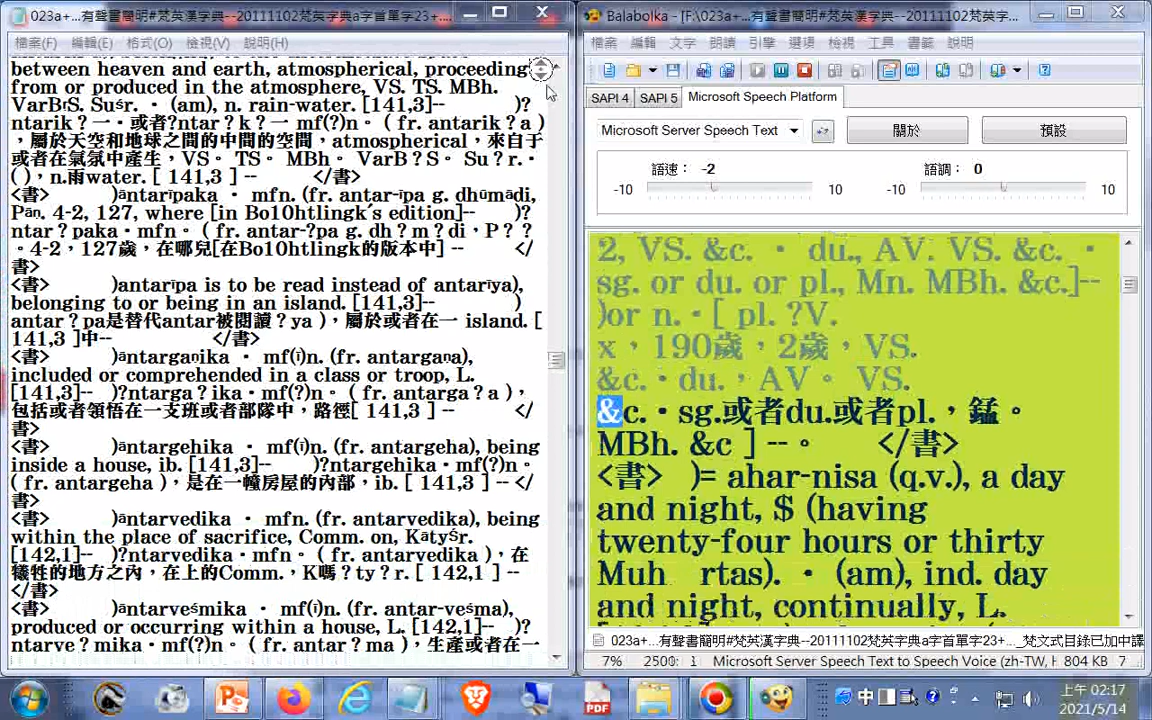 023a+...有聲書簡明#梵英漢字典--20111102梵英字典a字首單字23+...
檔案(F) 編輯(E) 格式(O) 檢視(V) 說明(H)
between heaven and earth, atmospherical, proceeding
from or produced in the atmosphere, VS. TS. MBh.
VarBṛS. Suśr. · (am), n. rain-water. [141,3]-- )?
ntarik?一·或者?ntar?k?一 mf(?)n。( fr. antarik?a )
，屬於天空和地球之間的中間的空間，atmospherical，來自于
或者在氣氛中產生，VS。 TS。 MBh。 VarB?S。 Su?r.·
( ), n.雨water. [ 141,3 ] -- </書>
<書> )āntarīpaka · mfn. (fr. antar-īpa g. dhūmādi,
Pāṇ. 4-2, 127, where [in Bo10htlingk's edition]-- )?
ntar?paka·mfn。( fr. antar-?pa g. dh?m?di，P??
。4-2，127歲，在哪兒[在Bo10htlingk的版本中] -- </
書>
<書> )antarīpa is to be read instead of antarīya),
belonging to or being in an island. [141,3]-- )
antar?pa是替代antar被閱讀?ya )，屬於或者在一 island. [
141,3 ]中-- </書>
<書> )āntargaṇika · mf(ī)n. (fr. antargaṇa),
included or comprehended in a class or troop, L.
[141,3]-- )?ntarga?ika·mf(?)n。( fr. antarga?a )，
包括或者領悟在一支班或者部隊中，路徑[ 141,3 ] -- </
書>
<書> )āntargehika · mf(ī)n. (fr. antargeha), being
inside a house, ib. [141,3]-- )?ntargehika·mf(?)n。
( fr. antargeha )，是在一幢房屋的內部，ib. [ 141,3 ] -- </
書>
<書> )āntarvedika · mfn. (fr. antarvedika), being
within the place of sacrifice, Comm. on, KātyŚr.
[142,1]-- )?ntarvedika·mfn。( fr. antarvedika )，在
犧牲的地方之內，在上的Comm.，K嗎?ty?r. [ 142,1 ] --
</書>
<書> )āntarveśmika · mf(ī)n. (fr. antar-veśma),
produced or occurring within a house, L. [142,1]-- )?
ntarve?mika·mf(?)n。( fr. antar?ma )，生產或者在一
Balabolka - [F:\023a+...有聲書簡明#梵英漢字典--20111102梵英字...
檔案 編輯 文字 朗讀 引擎 選項 檢視 工具 書籤 說明
SAPI 4 SAPI 5 Microsoft Speech Platform
Microsoft Server Speech Text 關於 預設
語速： -2 語調： 0
-10 10 -10 10
2, VS. &c. · du., AV. VS. &c. ·
sg. or du. or pl., Mn. MBh. &c.]--
)or n.·[ pl. ?V.
x，190歲，2歲，VS.
&c.·du.，AV。 VS.
&c.·sg.或者du.或者pl.，錳。
MBh. &c ] --。 </書>
<書> )= ahar-nisa (q.v.), a day
and night, $ (having
twenty-four hours or thirty
Muh rtas). · (am), ind. day
and night, continually, L.
023a+...有聲書簡明#梵英漢字典--20111102梵英字典a字首單字23+..._梵文式目錄已加中譯
7% 2500: 1 Microsoft Server Speech Text to Speech Voice (zh-TW, H 804 KB 7
中
上午 02:17
2021/5/14